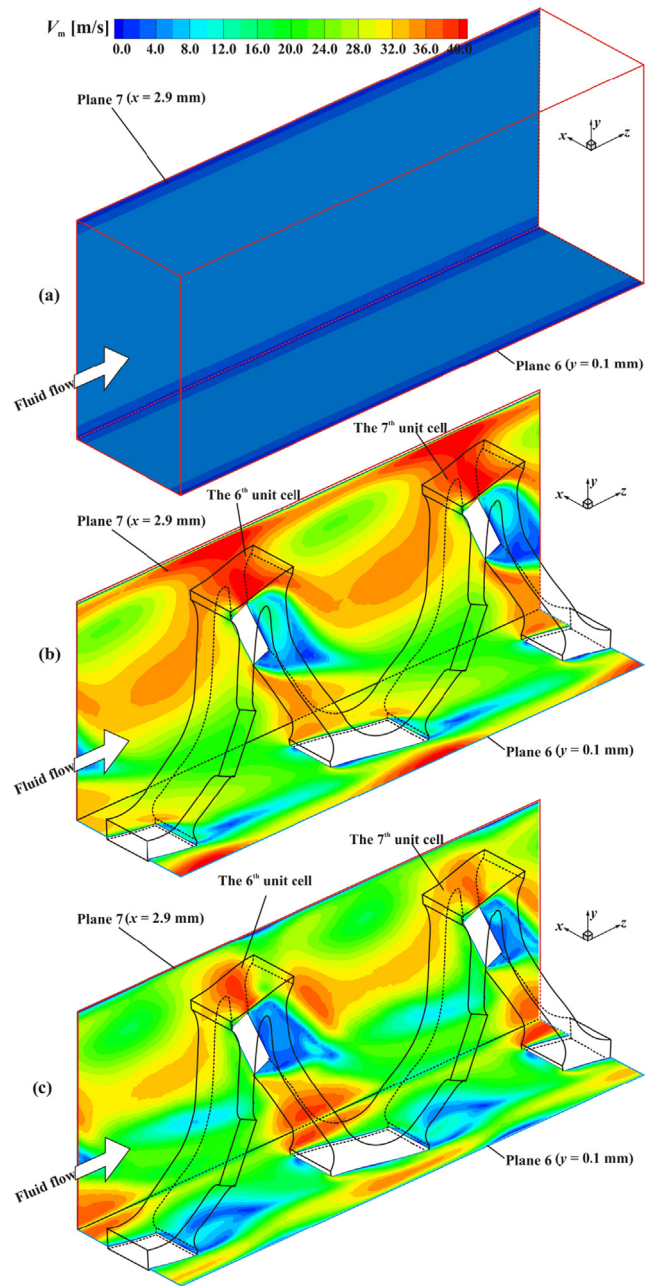 Vm [m/s]
0.0 4.0 8.0 12.0 16.0 20.0 24.0 28.0 32.0 36.0 40.0
Plane 7 (x = 2.9 mm)
y
x
z
(a)
Fluid flow
Plane 6 (y = 0.1 mm)
The 7th unit cell
The 6th unit cell
Plane 7 (x = 2.9 mm)
y
x
z
(b)
Fluid flow
Plane 6 (y = 0.1 mm)
The 7th unit cell
The 6th unit cell
Plane 7 (x = 2.9 mm)
y
x
z
(c)
Fluid flow
Plane 6 (y = 0.1 mm)